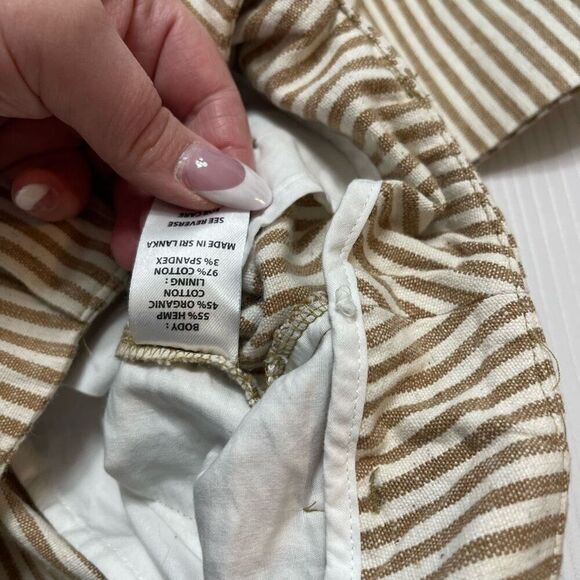 BODY :
55% HEMP
45% ORGANIC
COTTON
LINING :
97% COTTON
3% SPANDEX
MADE IN SRI LANKA
SEE REVERSE